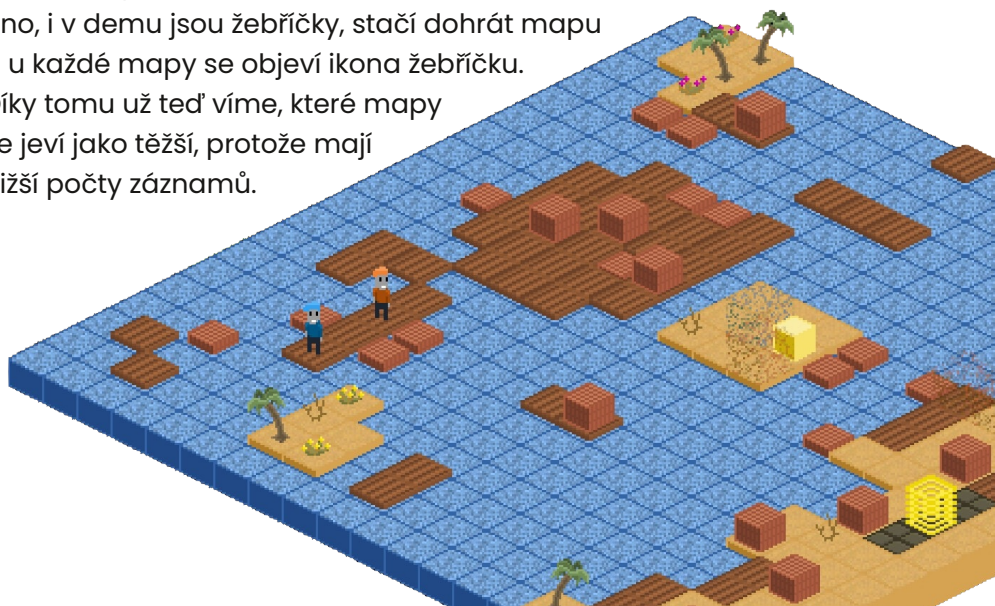 no, i v demu jsou žebříčky, stačí dohrát mapu
u každé mapy se objeví ikona žebříčku.
íky tomu už teď víme, které mapy
e jeví jako těžší, protože mají
ižší počty záznamů.